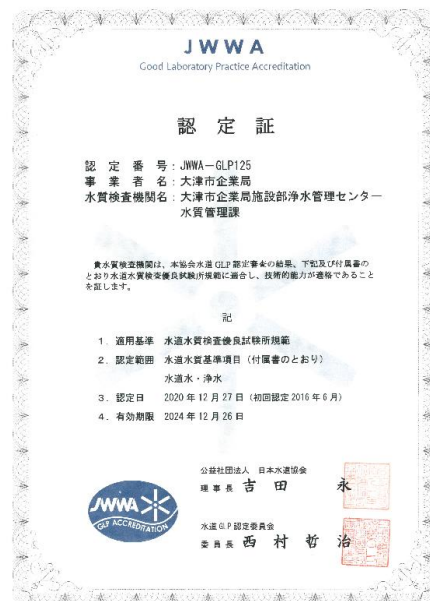 JWWA
Good Laboratory Practice Accreditation
認定証
認定番号：JWWA－GLP125
事業者名：大津市企業局
水質検査機関名：大津市企業局施設部浄水管理センター
水質管理課
貴水質検査機関は、本協会水道 GLP 認定審査の結果、下記及び付属書の
とおり水道水質検査優良試験所規範に適合し、技術的能力が適格であること
を証します。
記
1．適用基準 水道水質検査優良試験所規範
2．認定範囲 水道水質基準項目（付属書のとおり）
水道水・浄水
3．認定日 2020年12月27日（初回認定2016年6月）
4．有効期限 2024年12月26日
公益社団法人 日本水道協会
理事長 吉田 永
水道 GLP 認定委員会
委員長 西村 哲治
JWWA
GLP ACCREDITATION